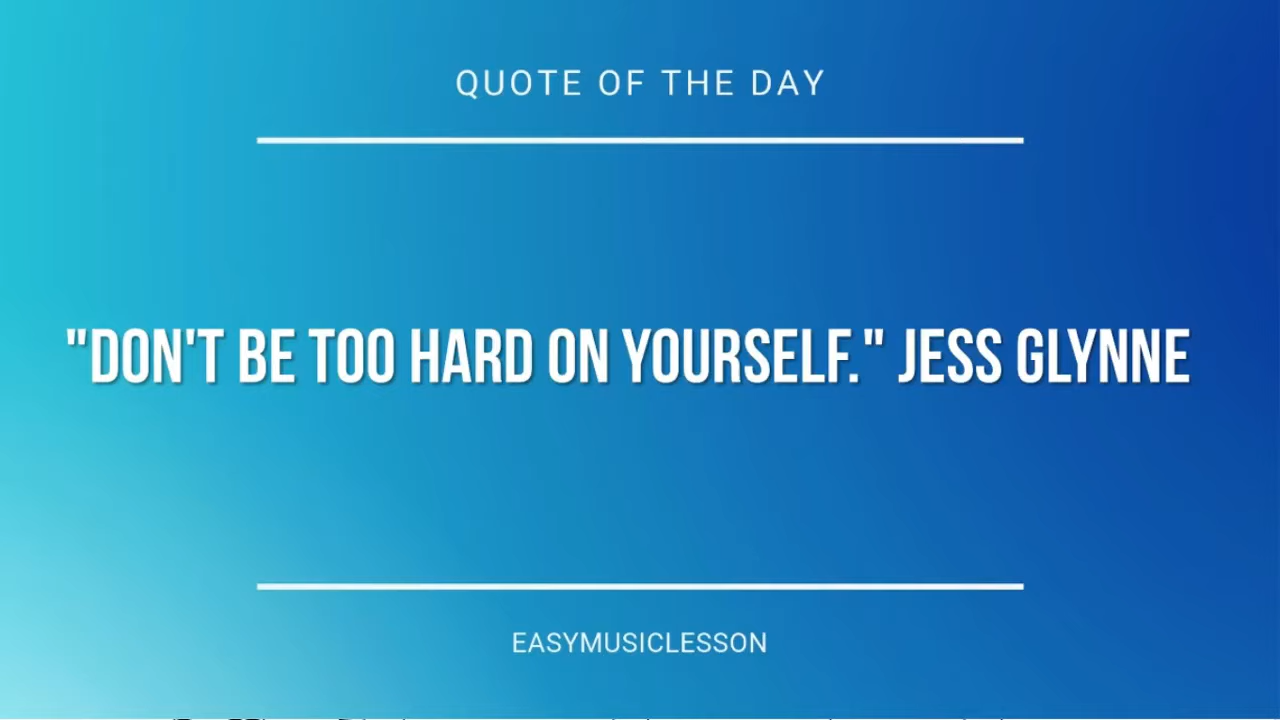 QUOTE OF THE DAY
"DON'T BE TOO HARD ON YOURSELF." JESS GLYNNE
EASYMUSICLESSON